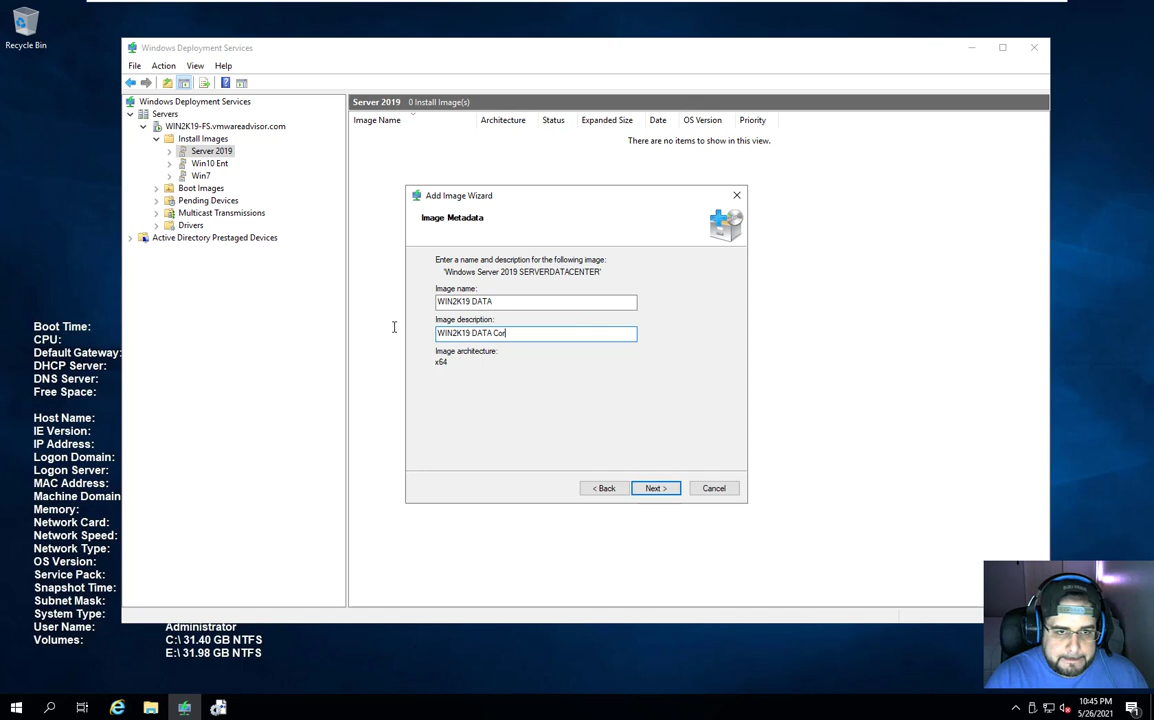 Recycle Bin
Windows Deployment Services
File Action View Help
Windows Deployment Services
Servers
WIN2K19-FS.vmwareadvisor.com
Install Images
Server 2019
Win10 Ent
Win7
Boot Images
Pending Devices
Multicast Transmissions
Drivers
Active Directory Prestaged Devices
Server 2019 0 Install Image(s)
Image Name Architecture Status Expanded Size Date OS Version Priority
There are no items to show in this view.
Add Image Wizard
Image Metadata
Enter a name and description for the following image:
'Windows Server 2019 SERVERDATACENTER'
Image name:
WIN2K19 DATA
Image description:
WIN2K19 DATA Cor
Image architecture:
x64
< Back Next > Cancel
Boot Time:
CPU:
Default Gateway:
DHCP Server:
DNS Server:
Free Space:
Host Name:
IE Version:
IP Address:
Logon Domain:
Logon Server:
MAC Address:
Machine Domain
Memory:
Network Card:
Network Speed:
Network Type:
OS Version:
Service Pack:
Snapshot Time:
Subnet Mask:
System Type:
User Name: Administrator
Volumes: C:\ 31.40 GB NTFS
E:\ 31.98 GB NTFS
10:45 PM
5/26/2021
1